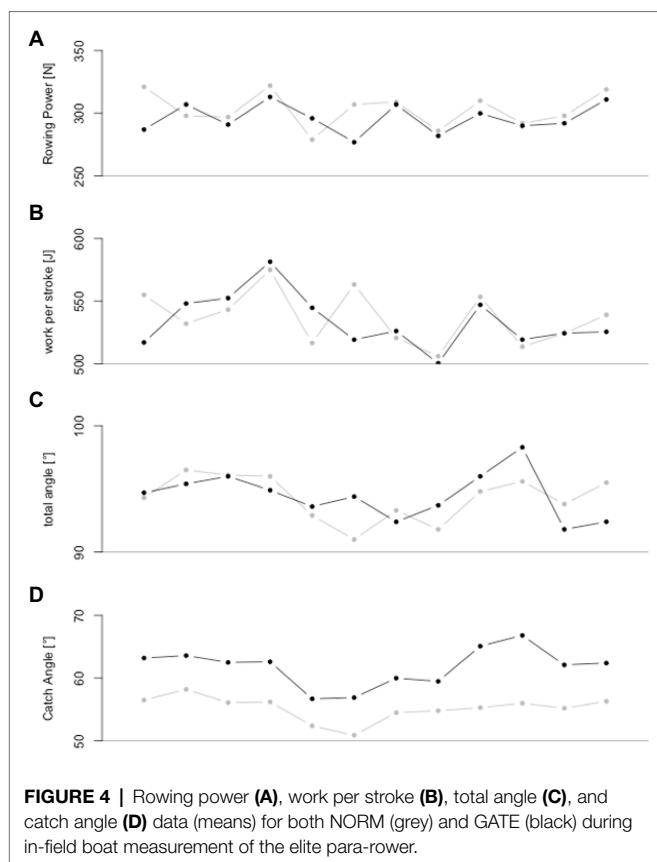 A
350
300
250
Rowing Power [N]
B
600
550
500
work per stroke [J]
C
100
90
total angle [°]
D
70
60
50
Catch Angle [°]
FIGURE 4 | Rowing power (A), work per stroke (B), total angle (C), and
catch angle (D) data (means) for both NORM (grey) and GATE (black) during
in-field boat measurement of the elite para-rower.